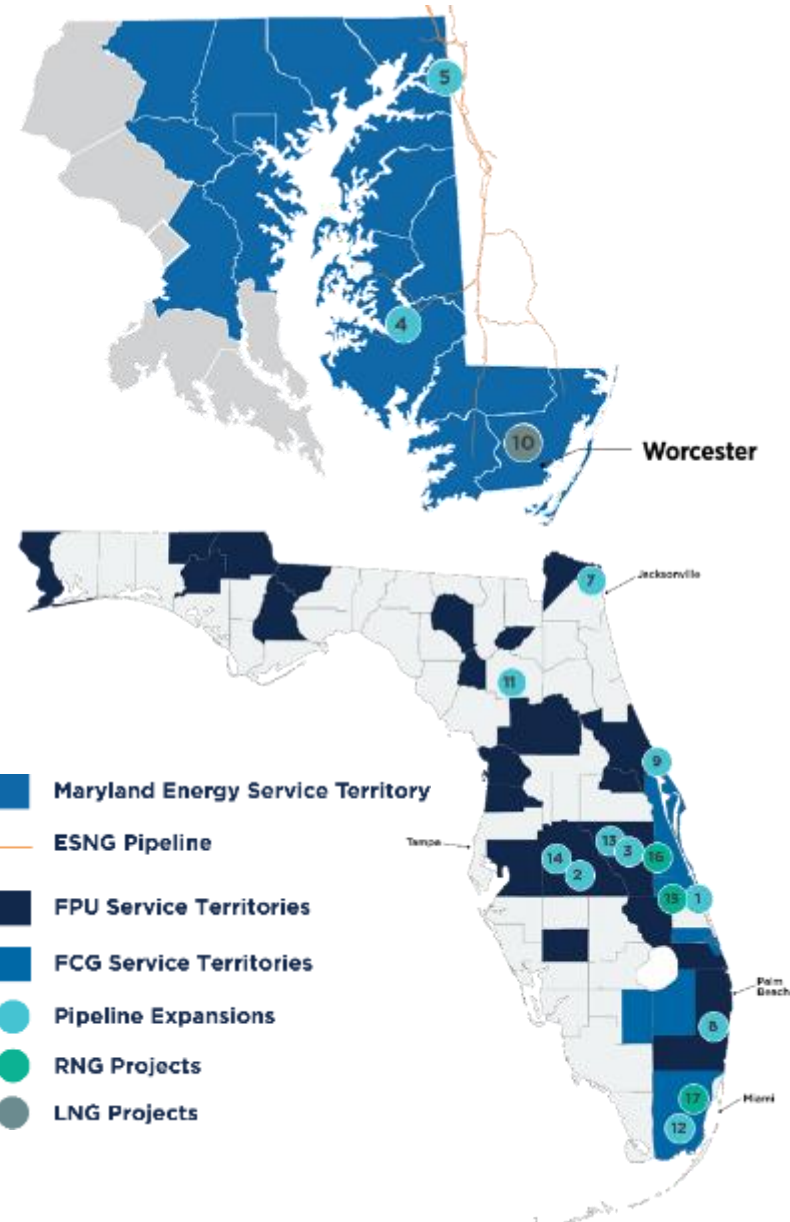 5
4
10
Worcester
7
Jacksonville
11
9
Maryland Energy Service Territory
ESNG Pipeline
Tampa
13
3
16
14
2
15
1
FPU Service Territories
FCG Service Territories
Palm
Beach
Pipeline Expansions
8
RNG Projects
17
Miami
LNG Projects
12